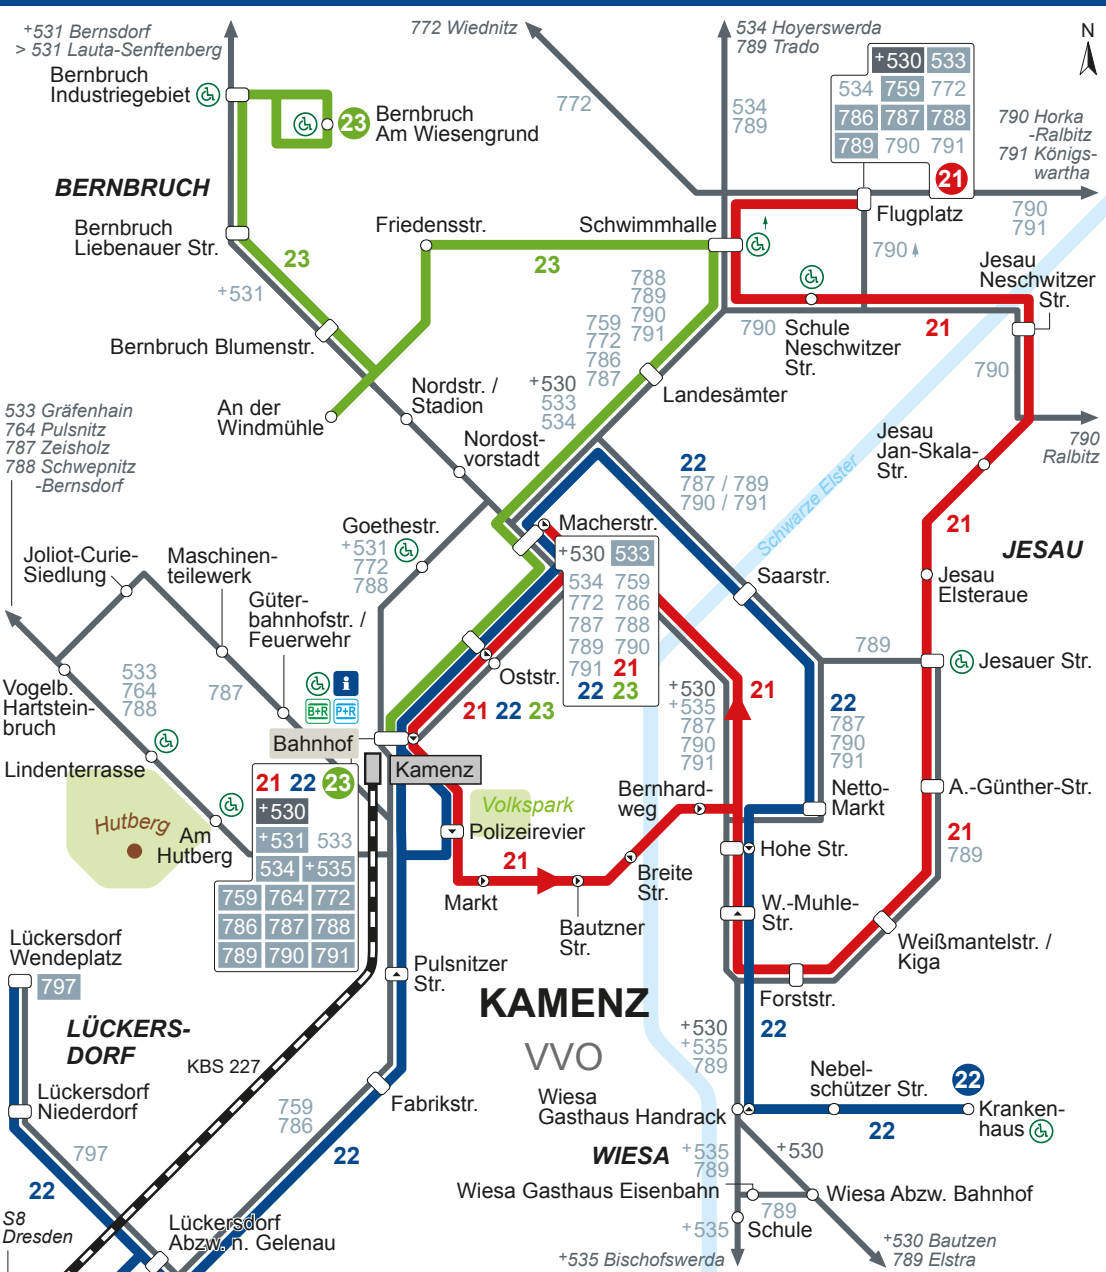 +531 Bernsdorf
> 531 Lauta-Senftenberg
772 Wiednitz
534 Hoyerswerda
789 Trado
N
Bernbruch
Industriegebiet
23
Bernbruch
Am Wiesengrund
772
534
789
+530 533
534 759 772
786 787 788
789 790 791
21
790 Horka
-Ralbitz
791 Königs-
wartha
BERNBRUCH
Bernbruch
Liebenauer Str.
Friedensstr.
Schwimmhalle
Flugplatz
790
791
23
23
790
Jesau
Neschwitzer
Str.
+531
788
789
790
791
759
772
786
787
790
Schule
Neschwitzer
Str.
21
Bernbruch Blumenstr.
790
+530
533
534
Landesämter
An der
Windmühle
Nordstr. /
Stadion
Nordost-
vorstadt
533 Gräfenhain
764 Pulsnitz
787 Zeisholz
788 Schwepnitz
-Bernsdorf
22
787 / 789
790 / 791
Jesau
Jan-Skala-
Str.
790
Ralbitz
Schwarze Elster
Goethestr.
+531
772
788
Macherstr.
21
JESAU
Joliot-Curie-
Siedlung
Maschinen-
teilewerk
+530 533
534 759
772 786
787 788
789 790
791 21
22 23
Saarstr.
Jesau
Elsteraue
Güter-
bahnhofstr. /
Feuerwehr
789
Jesauer Str.
533
764
788
787
Vogelb.
Hartstein-
bruch
i
B+R P+R
Oststr.
21 22 23
+530
+535
787
790
791
21
22
787
790
791
Bahnhof
Kamenz
Lindenterrasse
21 22 23
+530
+531 533
534 +535
759 764 772
786 787 788
789 790 791
Volkspark
Polizeirevier
Bernhard-
weg
Netto-
Markt
A.-Günther-Str.
Hutberg
Am
Hutberg
21
789
21
Hohe Str.
Markt
Breite
Str.
Bautzner
Str.
W.-Muhle-
Str.
Weißmantelstr. /
Kiga
Lückersdorf
Wendeplatz
797
Pulsnitzer
Str.
KAMENZ
Forststr.
LÜCKERS-
DORF
VVO
+530
+535
789
22
KBS 227
Lückersdorf
Niederdorf
759
786
Fabrikstr.
Wiesa
Gasthaus Handrack
Nebel-
schützer Str.
22
Kranken-
haus
22
797
22
22
WIESA
+535
789
+530
Wiesa Gasthaus Eisenbahn
Wiesa Abzw. Bahnhof
789
S8
Dresden
Lückersdorf
Abzw. n. Gelenau
+535
Schule
+535 Bischofswerda
+530 Bautzen
789 Elstra